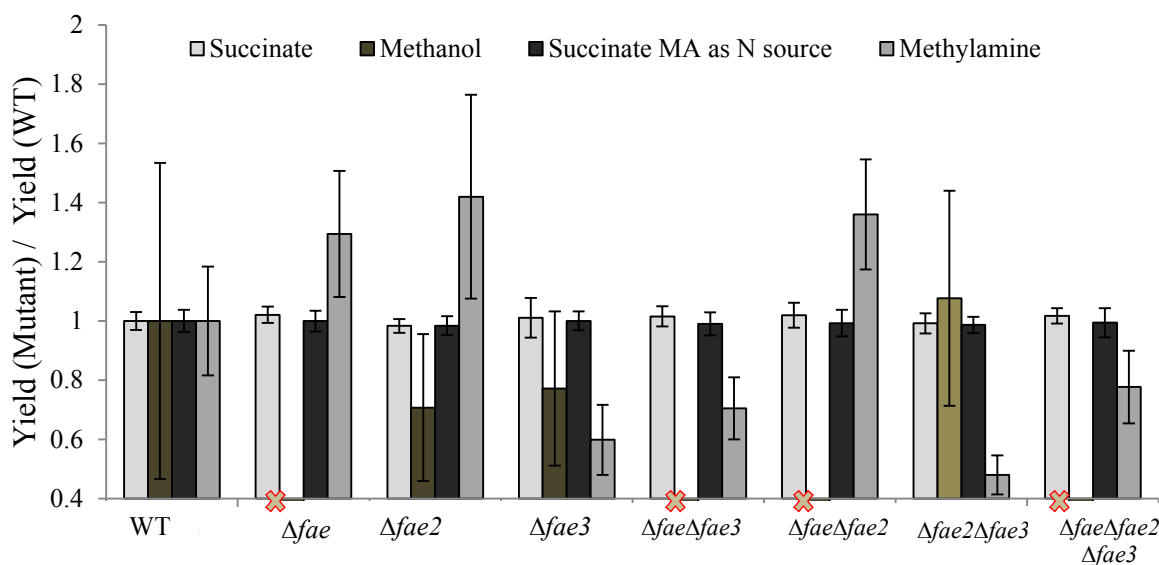 Yield (Mutant) / Yield (WT)
2
1.8
1.6
1.4
1.2
1
0.8
0.6
0.4
Succinate Methanol Succinate MA as N source Methylamine
WT Δfae Δfae2 Δfae3 ΔfaeΔfae3 ΔfaeΔfae2 Δfae2Δfae3 ΔfaeΔfae2
Δfae3